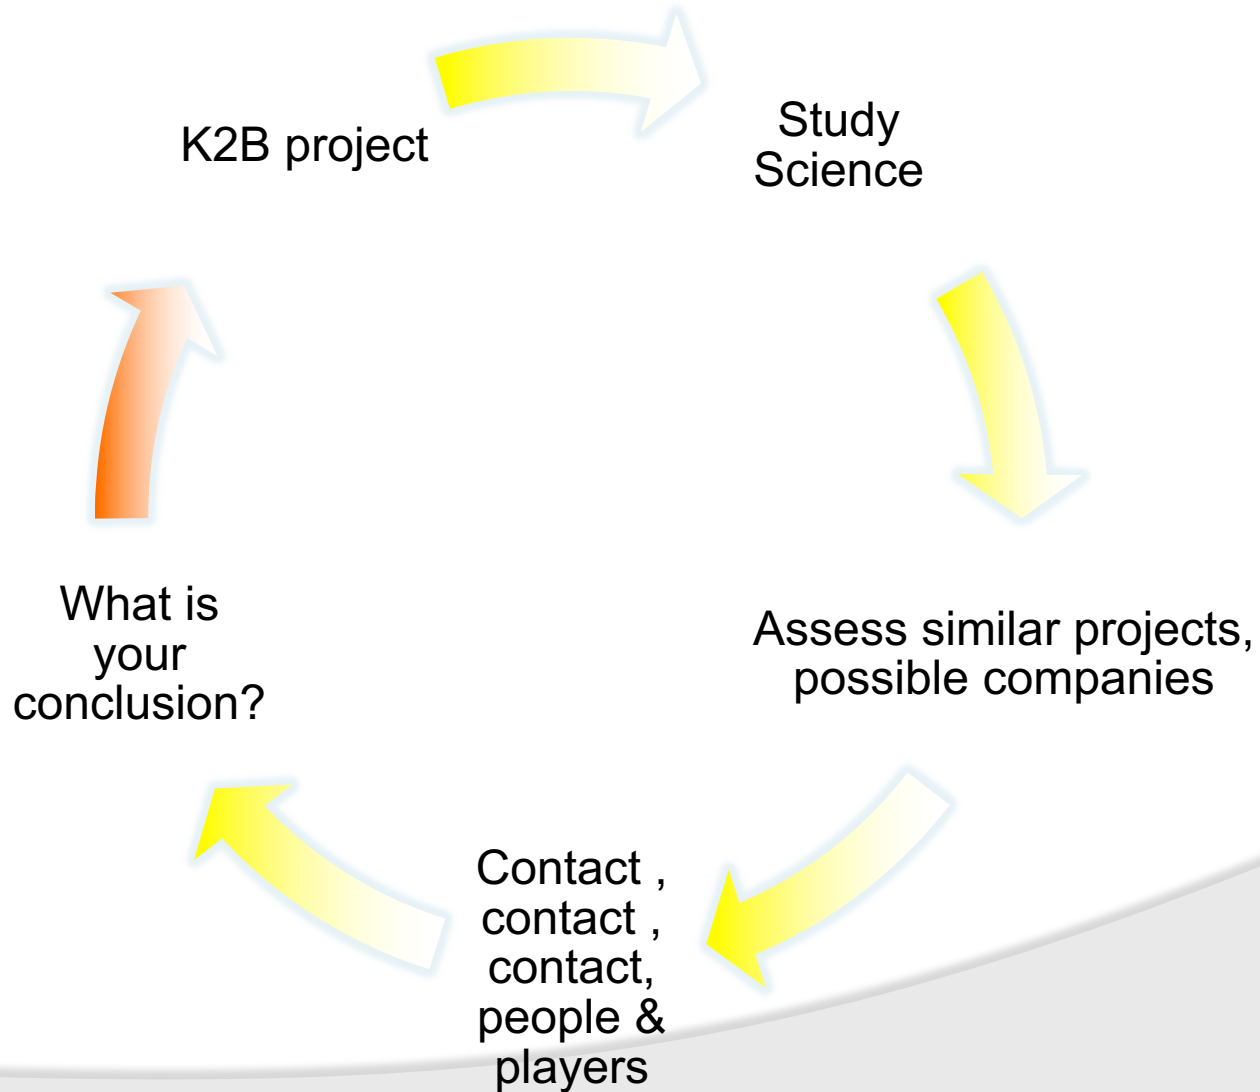 K2B project
Study
Science
Assess similar projects,
possible companies
Contact ,
contact ,
contact,
people &
players
What is
your
conclusion?